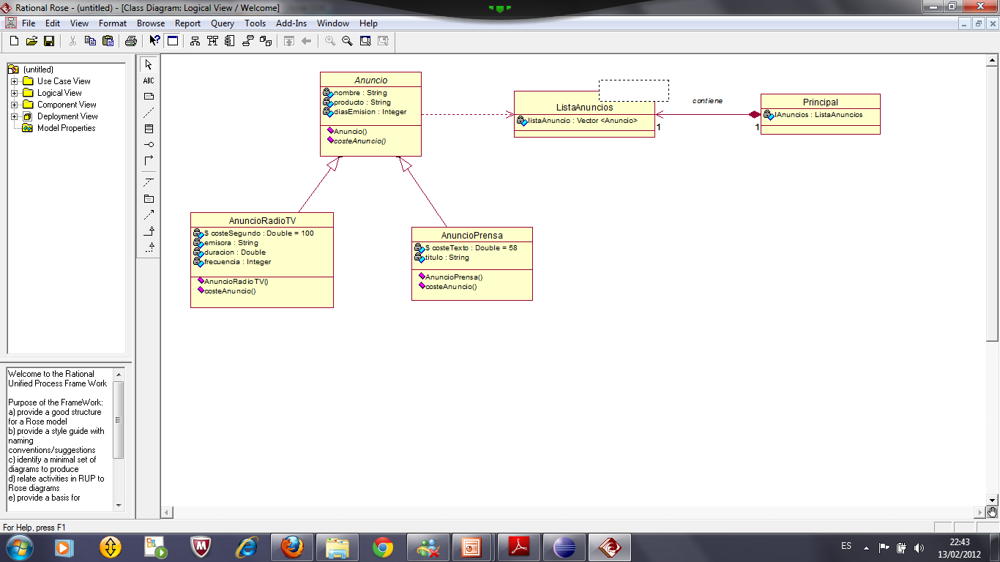 Rational Rose - (untitled) - [Class Diagram: Logical View / Welcome]
File Edit View Format Browse Report Query Tools Add-Ins Window Help
ABC
(untitled)
Use Case View
Logical View
Component View
Deployment View
Model Properties
Anuncio
nombre : String
producto : String
diasEmision : Integer
Anuncio()
costeAnuncio()
ListaAnuncios
listaAnuncio : Vector <Anuncio>
1
contiene
1
Principal
lAnuncios : ListaAnuncios
AnuncioRadioTV
$ costeSegundo : Double = 100
emisora : String
duracion : Double
frecuencia : Integer
AnuncioRadioTV()
costeAnuncio()
AnuncioPrensa
$ costeTexto : Double = 58
titulo : String
AnuncioPrensa()
costeAnuncio()
Welcome to the Rational
Unified Process Frame Work
Purpose of the FrameWork:
a) provide a good structure
for a Rose model
b) provide a style guide with
naming
conventions/suggestions
c) identify a minimal set of
diagrams to produce
d) relate activities in RUP to
Rose diagrams
e) provide a basis for
For Help, press F1
ES
22:43
13/02/2012